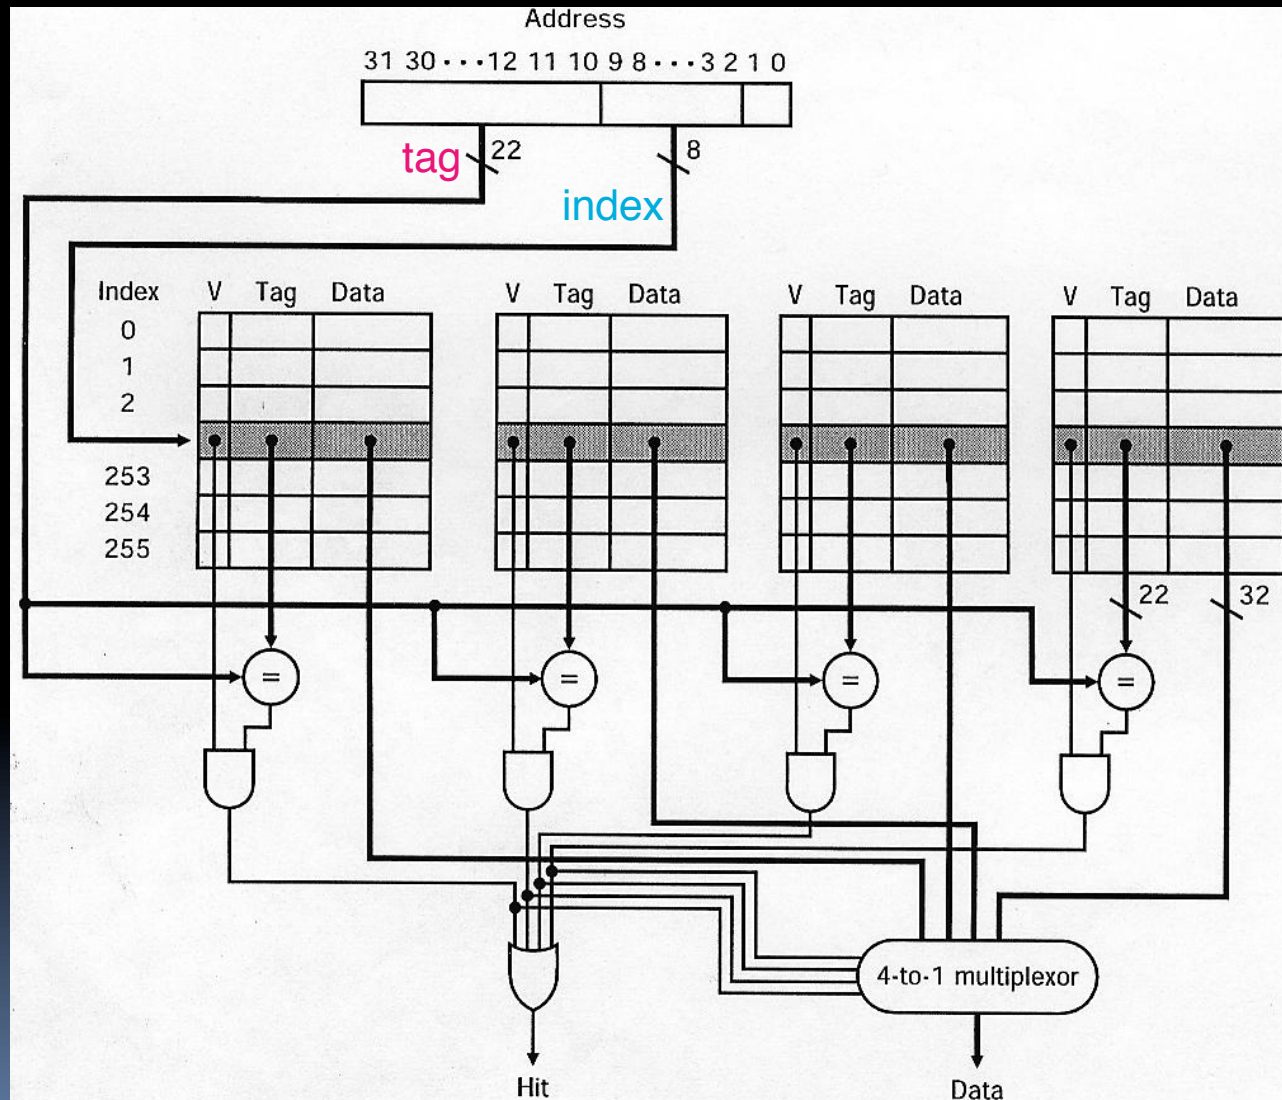 Address
31 30 · · · 12 11 10 9 8 · · · 3 2 1 0
tag 22 8
index
Index V Tag Data V Tag Data V Tag Data V Tag Data
0
1
2
253
254
255
22 32
= = = =
4-to-1 multiplexor
Hit Data